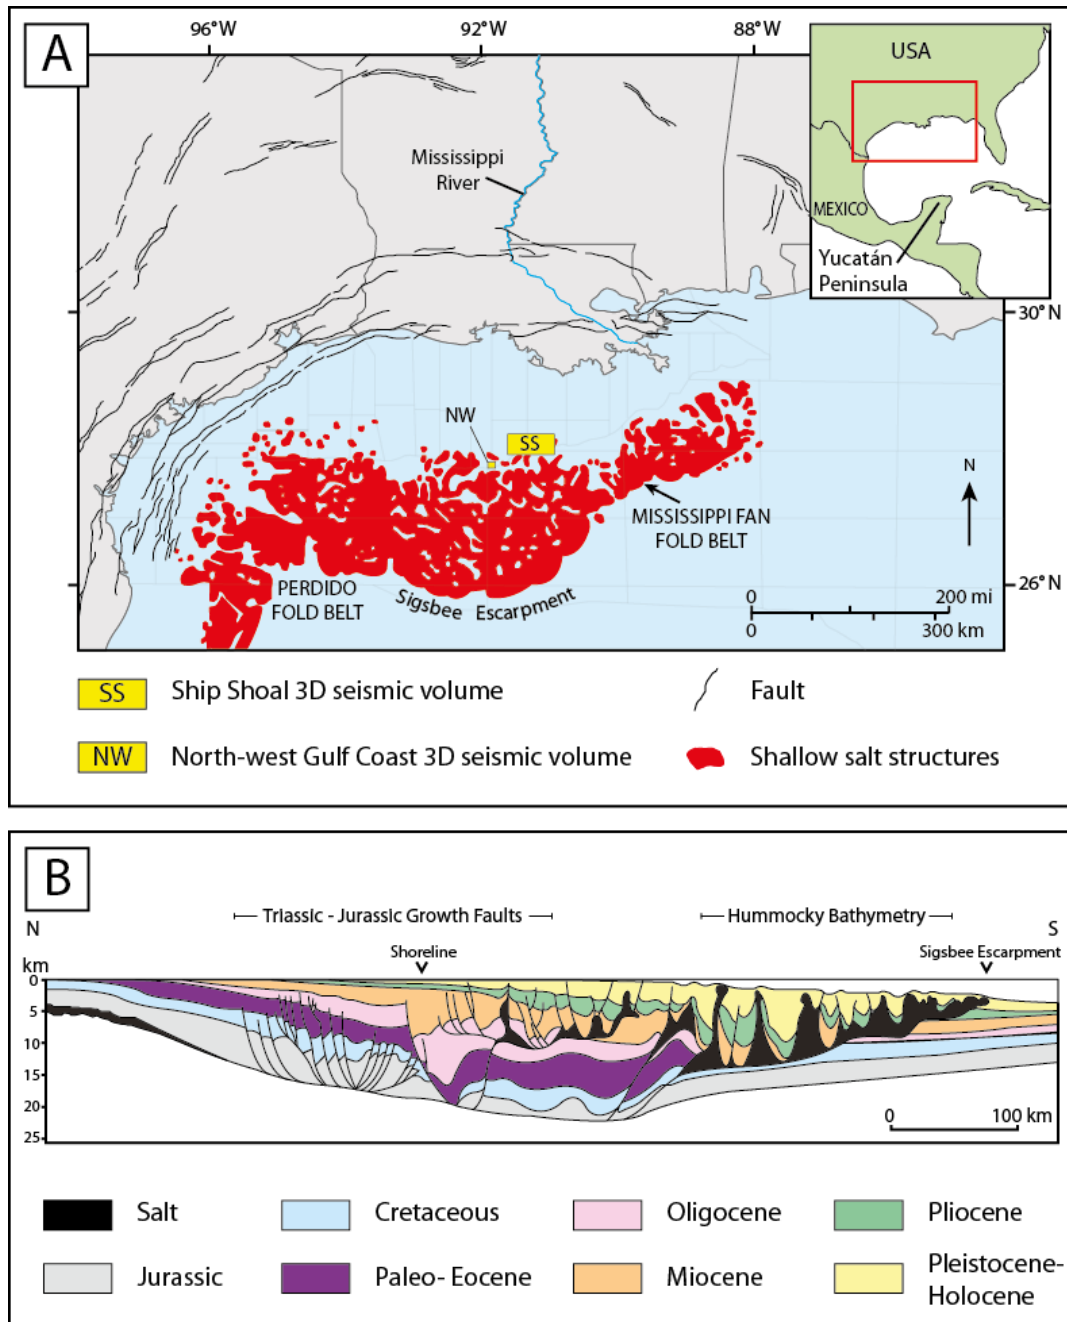 A
96°W
92°W
88°W
USA
MEXICO
Yucatán
Peninsula
Mississippi
River
30°N
NW
SS
N
MISSISSIPPI FAN
FOLD BELT
PERDIDO
FOLD BELT
Sigsbee Escarpment
26°N
0 200 mi
0 300 km
SS Ship Shoal 3D seismic volume
Fault
NW North-west Gulf Coast 3D seismic volume
Shallow salt structures
B
Triassic - Jurassic Growth Faults
Hummocky Bathymetry
N
S
Shoreline
Sigsbee Escarpment
km
0
5
10
15
20
25
0 100 km
Salt
Cretaceous
Oligocene
Pliocene
Jurassic
Paleo- Eocene
Miocene
Pleistocene-
Holocene